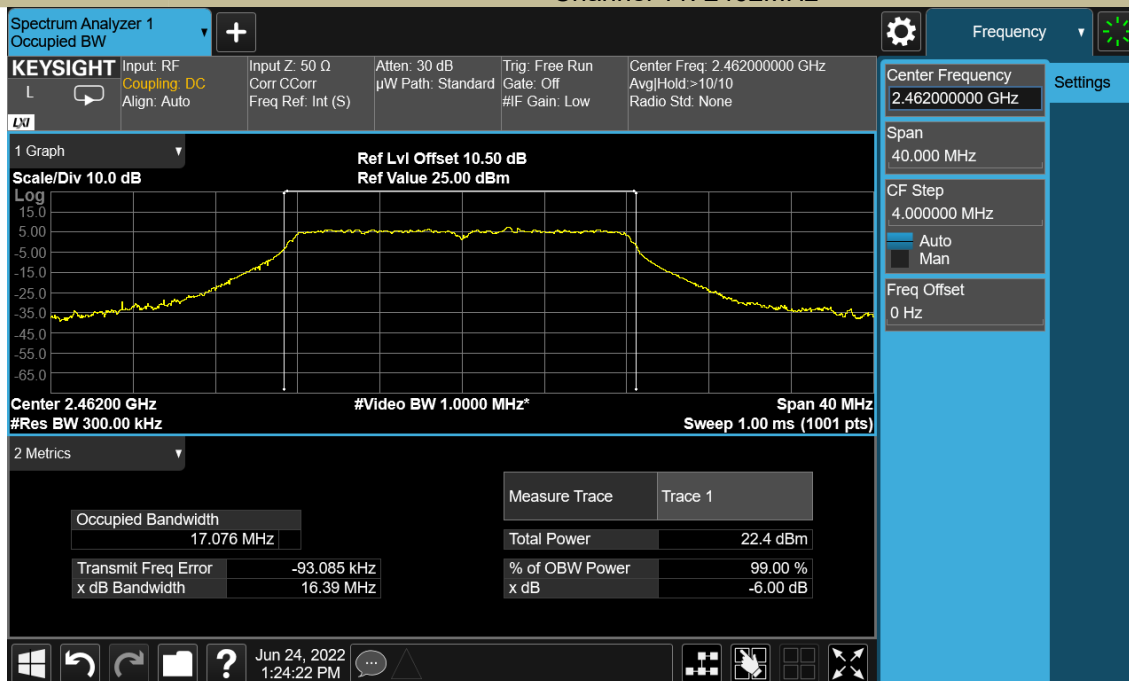 Spectrum Analyzer 1
Occupied BW
+
Frequency
KEYSIGHT
L
LXI
Input: RF
Coupling: DC
Align: Auto
Input Z: 50 Ω
Corr CCorr
Freq Ref: Int (S)
Atten: 30 dB
µW Path: Standard
Trig: Free Run
Gate: Off
#IF Gain: Low
Center Freq: 2.462000000 GHz
Avg|Hold:>10/10
Radio Std: None
Center Frequency
2.462000000 GHz
Settings
Span
40.000 MHz
CF Step
4.000000 MHz
Auto
Man
Freq Offset
0 Hz
1 Graph
Scale/Div 10.0 dB
Ref Lvl Offset 10.50 dB
Ref Value 25.00 dBm
Log
15.0
5.00
-5.00
-15.0
-25.0
-35.0
-45.0
-55.0
-65.0
Center 2.46200 GHz
#Video BW 1.0000 MHz*
Span 40 MHz
#Res BW 300.00 kHz
Sweep 1.00 ms (1001 pts)
2 Metrics
Measure Trace Trace 1
Occupied Bandwidth
17.076 MHz
Total Power 22.4 dBm
Transmit Freq Error -93.085 kHz
% of OBW Power 99.00 %
x dB Bandwidth 16.39 MHz
x dB -6.00 dB
?
Jun 24, 2022
1:24:22 PM